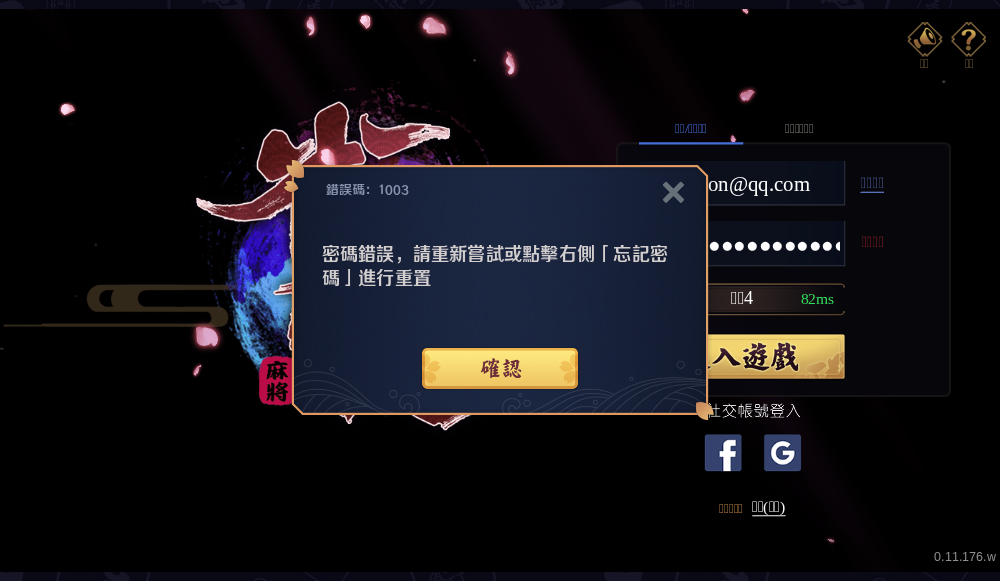 錯誤碼：1003
密碼錯誤，請重新嘗試或點擊右側「忘記密
碼」進行重置
確認
on@qq.com
4
82ms
入遊戲
社交帳號登入
麻將
0.11.176.w